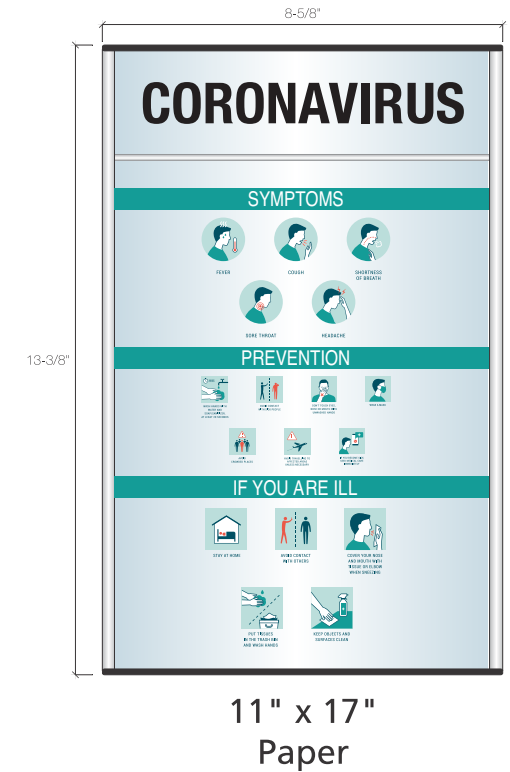 8-5/8"
13-3/8"
CORONAVIRUS
SYMPTOMS
FEVER
COUGH
SHORTNESS
OF BREATH
SORE THROAT
HEADACHE
PREVENTION
IF YOU ARE ILL
STAY AT HOME
AVOID CONTACT
WITH OTHERS
COVER YOUR NOSE
AND MOUTH WITH
TISSUE OR ELBOW
WHEN SNEEZING
PUT TISSUES
IN THE TRASH BIN
AND WASH HANDS
KEEP OBJECTS AND
SURFACES CLEAN
11" x 17"
Paper